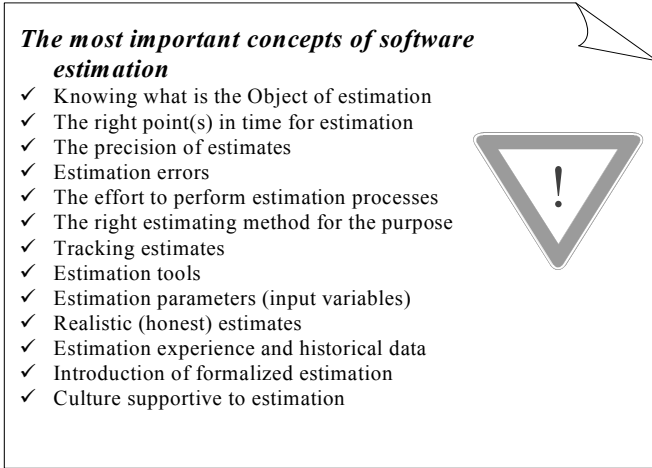 The most important concepts of software
estimation
✓ Knowing what is the Object of estimation
✓ The right point(s) in time for estimation
✓ The precision of estimates
✓ Estimation errors
✓ The effort to perform estimation processes
✓ The right estimating method for the purpose
✓ Tracking estimates
✓ Estimation tools
✓ Estimation parameters (input variables)
✓ Realistic (honest) estimates
✓ Estimation experience and historical data
✓ Introduction of formalized estimation
✓ Culture supportive to estimation
!